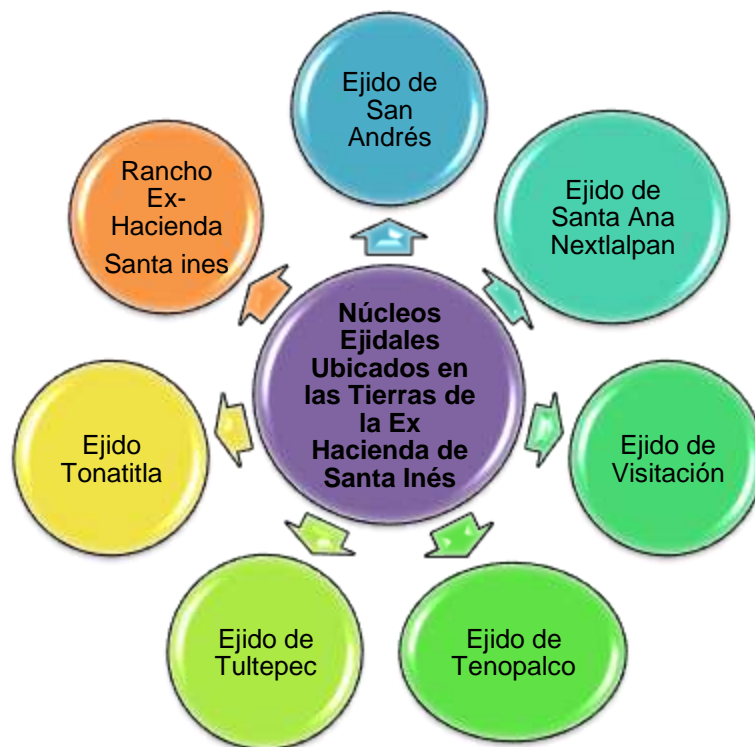 Ejido de
San
Andrés
Ejido de
Santa Ana
Nextlalpan
Ejido de
Visitación
Ejido de
Tenopalco
Ejido de
Tultepec
Ejido
Tonatitla
Rancho
Ex-
Hacienda
Santa ines
Núcleos
Ejidales
Ubicados en
las Tierras de
la Ex
Hacienda de
Santa Inés